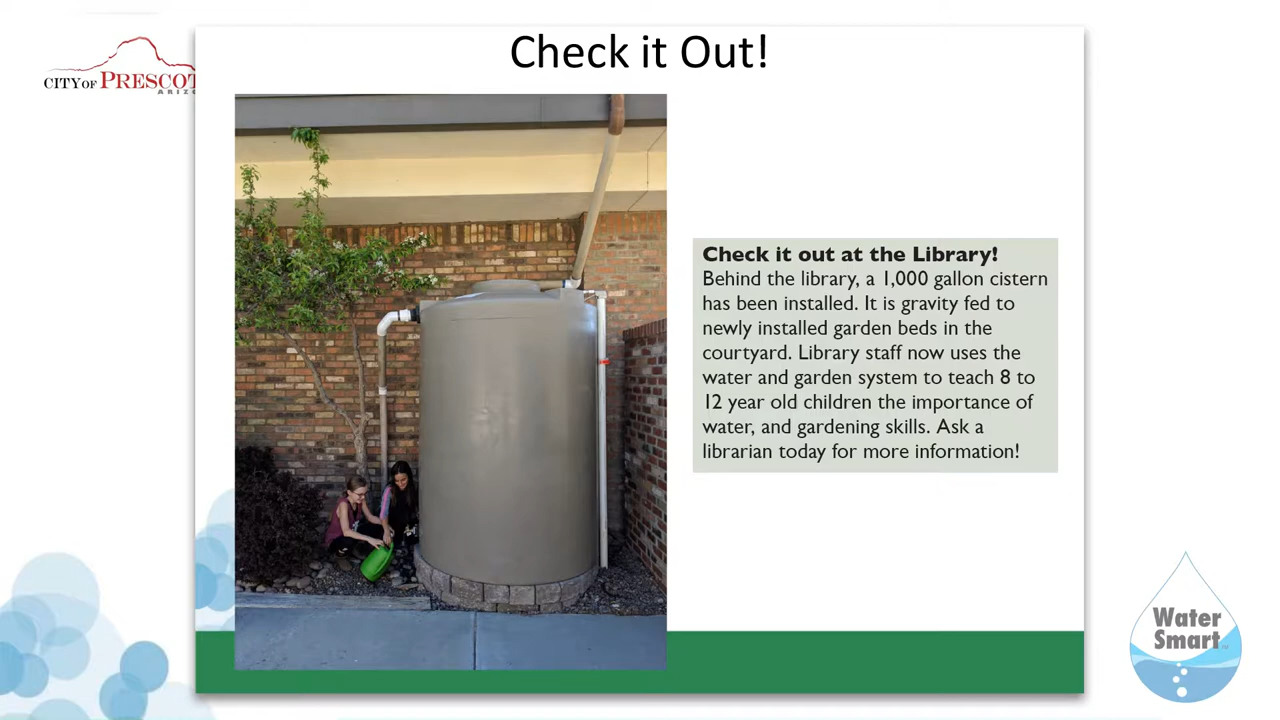 Check it Out!
CITY OF PRESCOT
ARIZO
Check it out at the Library!
Behind the library, a 1,000 gallon cistern
has been installed. It is gravity fed to
newly installed garden beds in the
courtyard. Library staff now uses the
water and garden system to teach 8 to
12 year old children the importance of
water, and gardening skills. Ask a
librarian today for more information!
Water
Smart